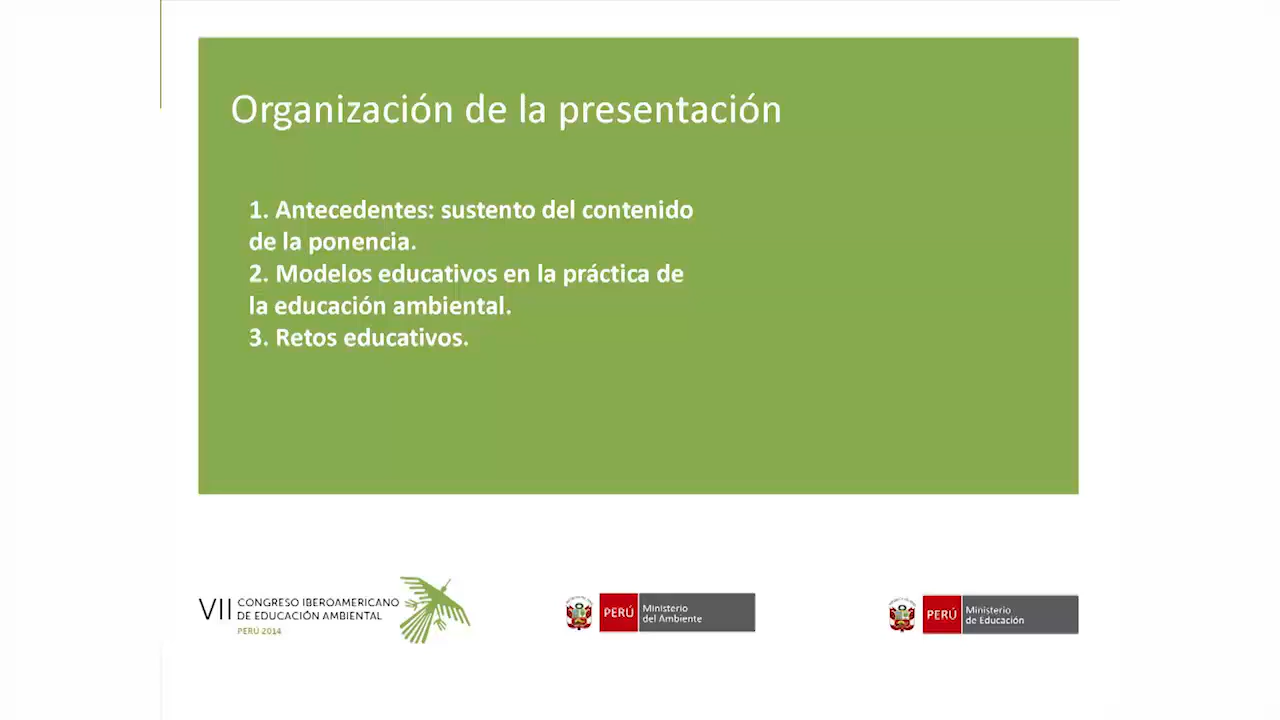 Organización de la presentación
1. Antecedentes: sustento del contenido
de la ponencia.
2. Modelos educativos en la práctica de
la educación ambiental.
3. Retos educativos.
VII CONGRESO IBEROAMERICANO
DE EDUCACIÓN AMBIENTAL
PERÚ 2014
PERÚ Ministerio
del Ambiente
PERÚ Ministerio
de Educación